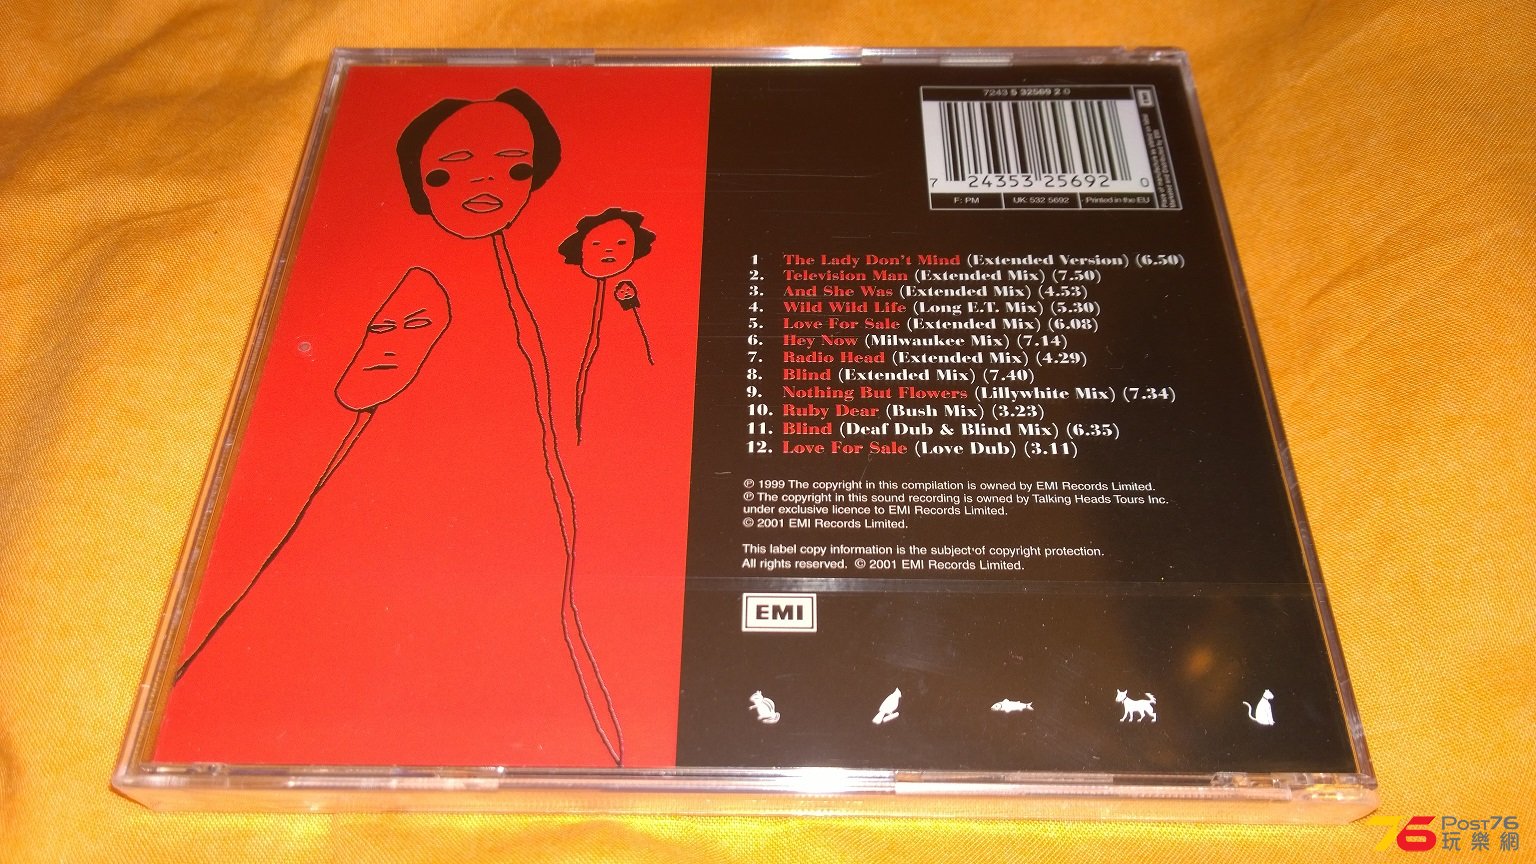 7243 5 32569 2 0
EMI
7 24353 25692 0
F: PM
UK: 532 5692
Printed in the EU
1 The Lady Don't Mind (Extended Version) (6.50)
2. Television Man (Extended Mix) (7.50)
3. And She Was (Extended Mix) (4.53)
4. Wild Wild Life (Long E.T. Mix) (5.30)
5. Love For Sale (Extended Mix) (6.08)
6. Hey Now (Milwaukee Mix) (7.14)
7. Radio Head (Extended Mix) (4.29)
8. Blind (Extended Mix) (7.40)
9. Nothing But Flowers (Lillywhite Mix) (7.34)
10. Ruby Dear (Bush Mix) (3.23)
11. Blind (Deaf Dub & Blind Mix) (6.35)
12. Love For Sale (Love Dub) (3.11)
℗ 1999 The copyright in this compilation is owned by EMI Records Limited.
℗ The copyright in this sound recording is owned by Talking Heads Tours Inc.
under exclusive licence to EMI Records Limited.
© 2001 EMI Records Limited.
This label copy information is the subject of copyright protection.
All rights reserved. © 2001 EMI Records Limited.
EMI
76 POST76
玩樂網